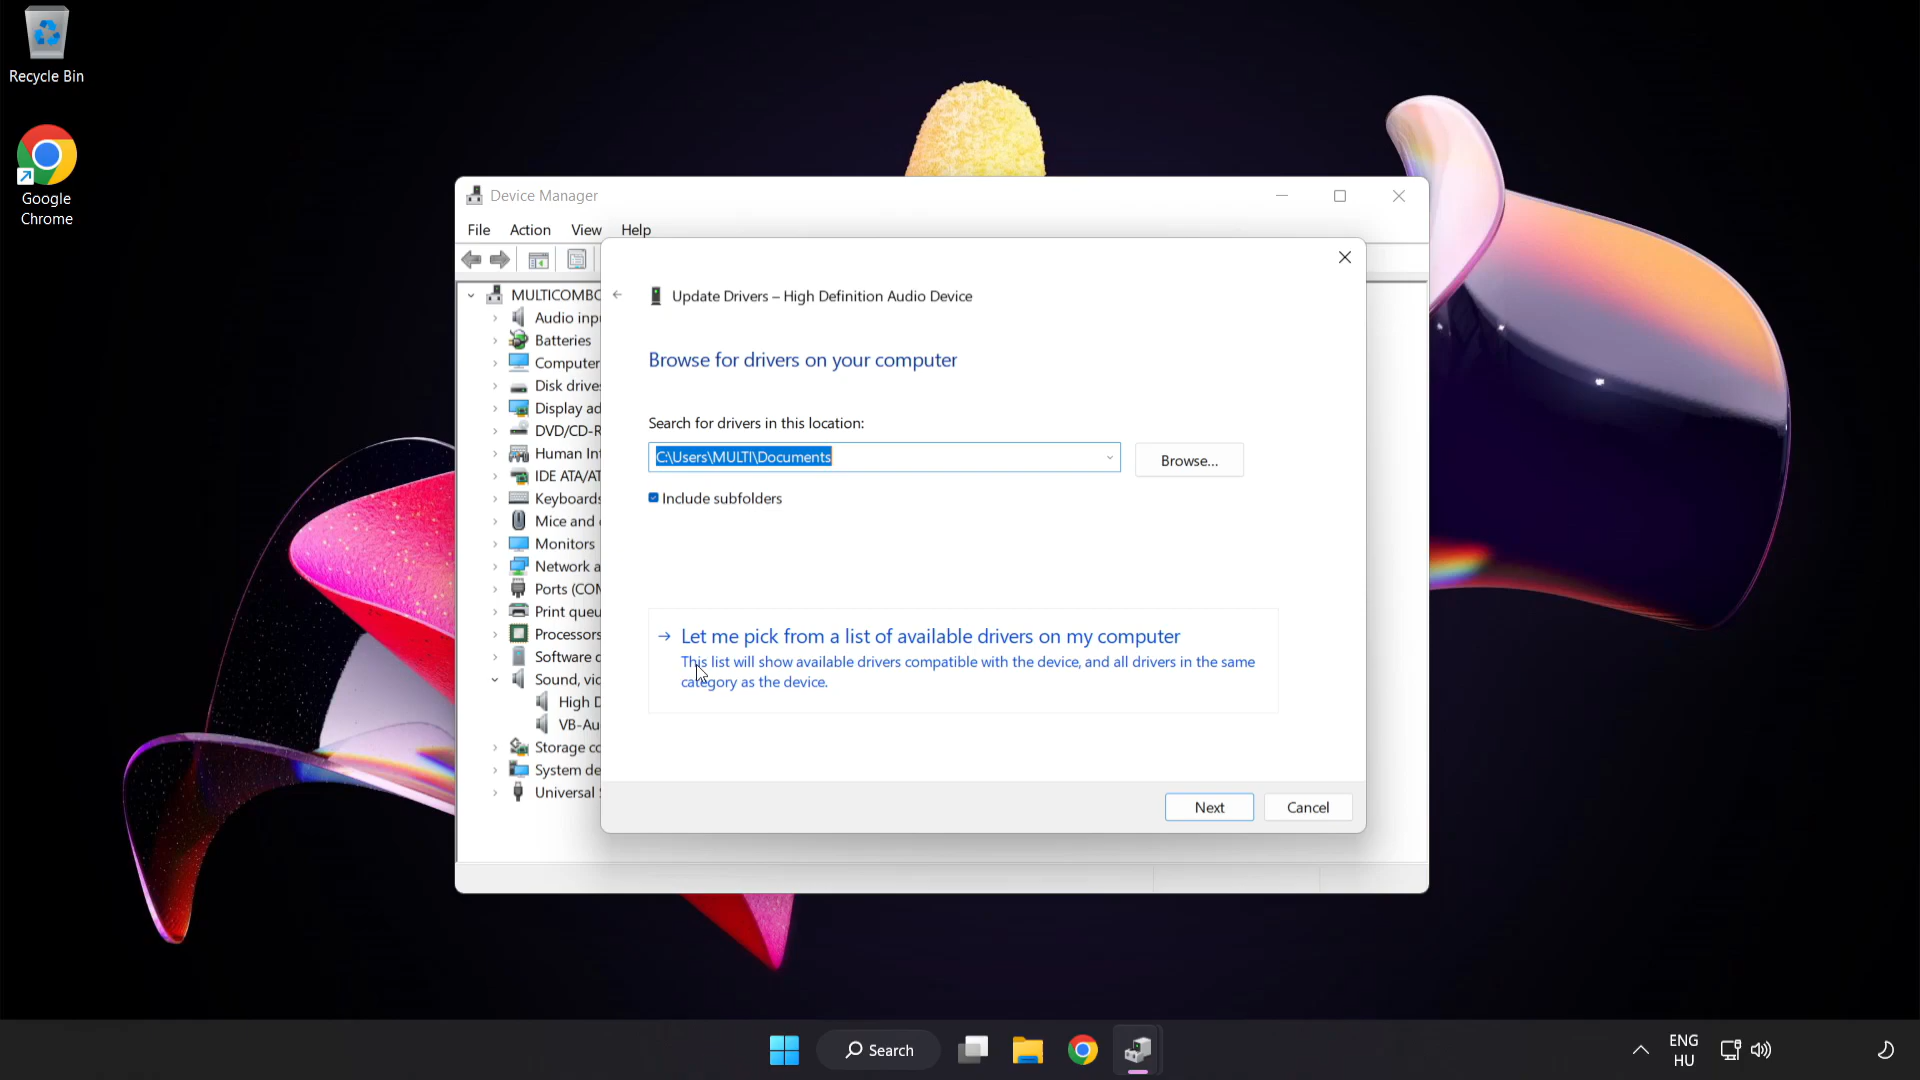 Recycle Bin
Google
Chrome
Device Manager
File Action View Help
Update Drivers – High Definition Audio Device
Browse for drivers on your computer
Search for drivers in this location:
C:\Users\MULTI\Documents
Browse...
Include subfolders
Let me pick from a list of available drivers on my computer
This list will show available drivers compatible with the device, and all drivers in the same
category as the device.
Next
Cancel
MULTICOMBO
Audio inpu
Batteries
Computer
Disk drives
Display ad
DVD/CD-R
Human Int
IDE ATA/AT
Keyboards
Mice and
Monitors
Network a
Ports (COM
Print queu
Processors
Software d
Sound, vid
High D
VB-Au
Storage co
System de
Universal
Search
ENG
HU